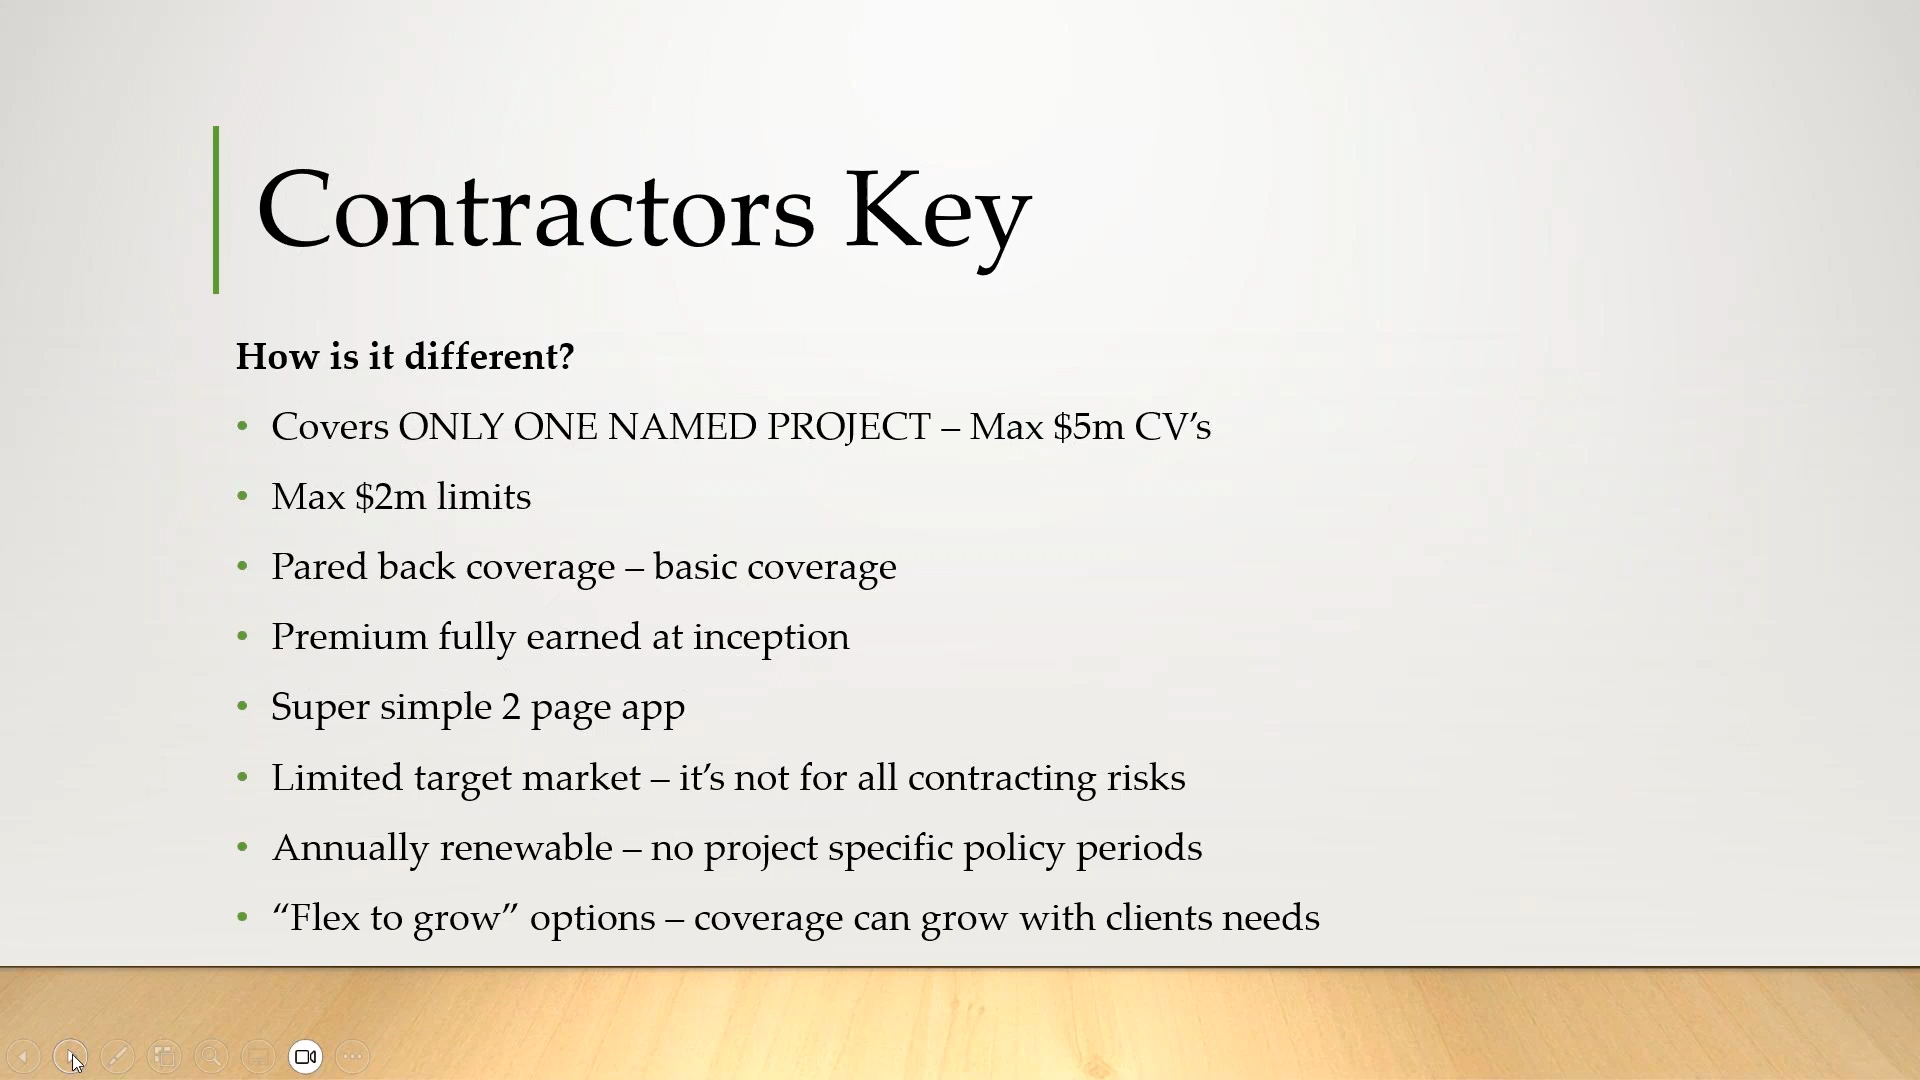 Contractors Key
How is it different?
• Covers ONLY ONE NAMED PROJECT – Max $5m CV’s
• Max $2m limits
• Pared back coverage – basic coverage
• Premium fully earned at inception
• Super simple 2 page app
• Limited target market – it’s not for all contracting risks
• Annually renewable – no project specific policy periods
• “Flex to grow” options – coverage can grow with clients needs